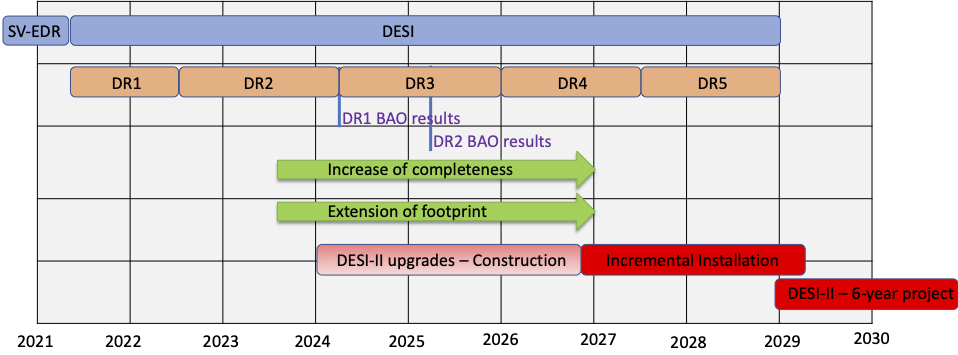 SV-EDR
DESI
DR1
DR2
DR3
DR4
DR5
DR1 BAO results
DR2 BAO results
Increase of completeness
Extension of footprint
DESI-II upgrades – Construction
Incremental Installation
DESI-II – 6-year project
2021
2022
2023
2024
2025
2026
2027
2028
2029
2030